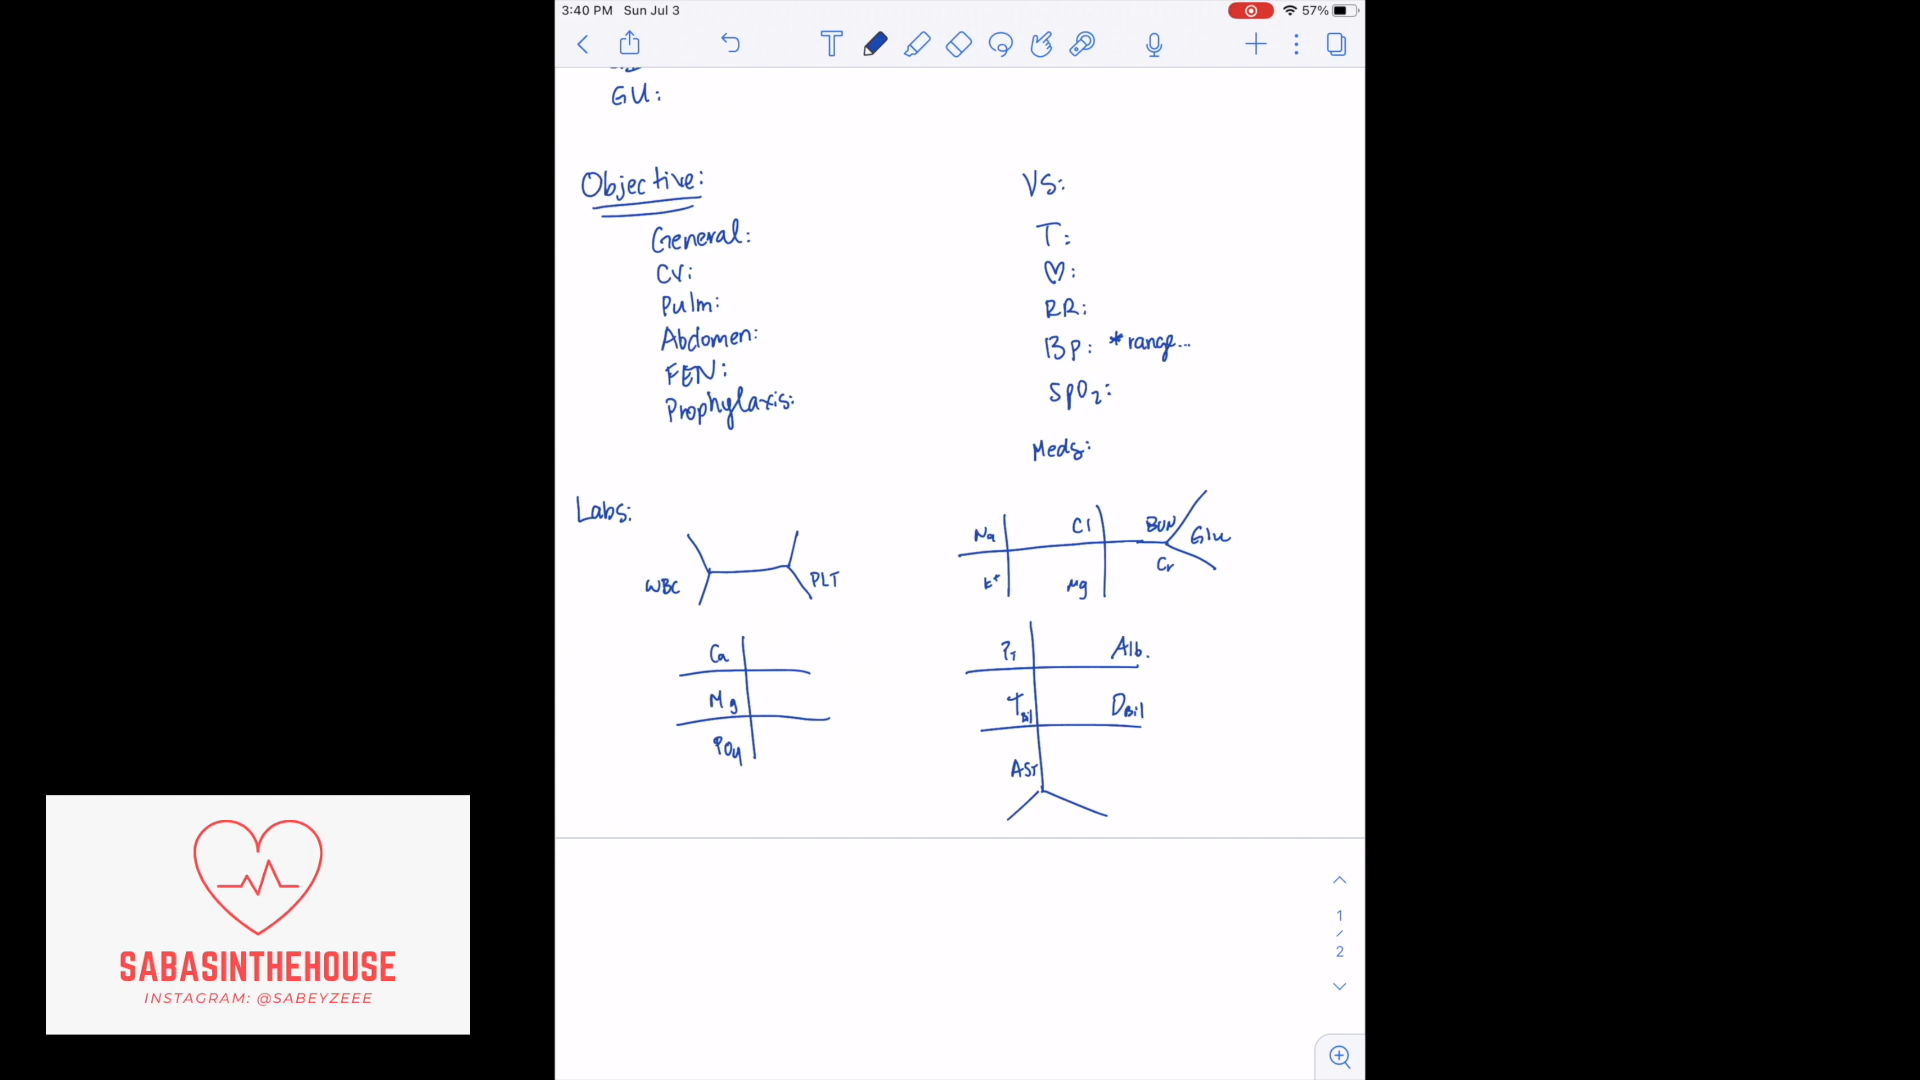 3:40 PM Sun Jul 3
57%
GU:
Objective:
General:
CV:
Pulm:
Abdomen:
FEN:
Prophylaxis:
VS:
T:
♡:
RR:
BP: *range...
SpO2:
Meds:
Labs:
WBC
PLT
Na
Cl
BUN
Glu
K+
Mg
Cr
Ca
Mg
PO4
PT
Alb.
TBil
DBil
AST
1
/
2
SABASINTHEHOUSE
INSTAGRAM: @SABEYZEEE